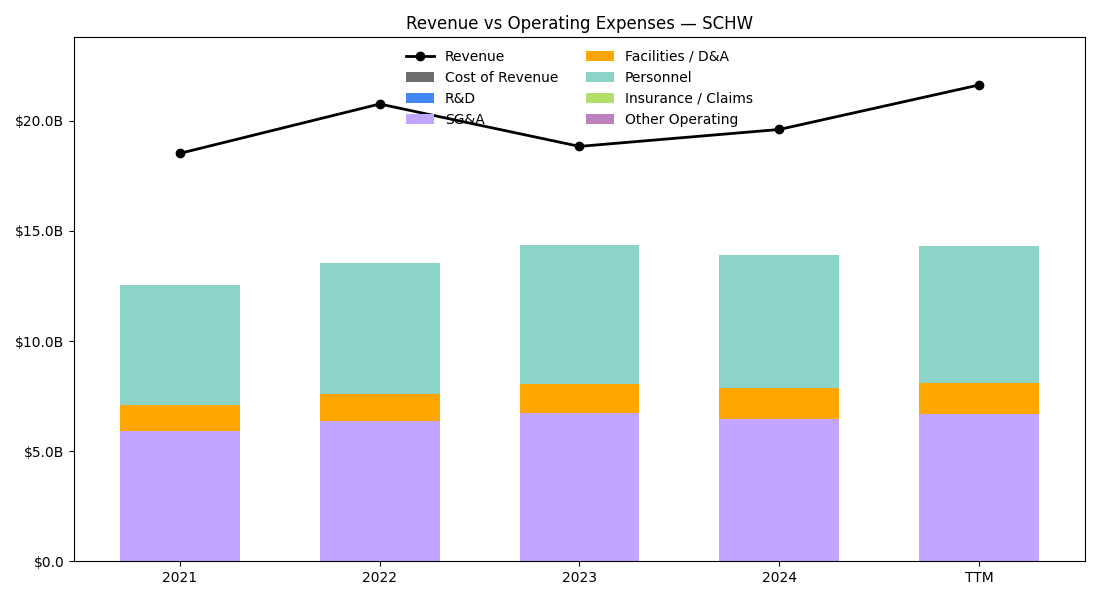 Revenue vs Operating Expenses — SCHW
Revenue
Cost of Revenue
R&D
SG&A
Facilities / D&A
Personnel
Insurance / Claims
Other Operating
$20.0B
$15.0B
$10.0B
$5.0B
$0.0
2021 2022 2023 2024 TTM